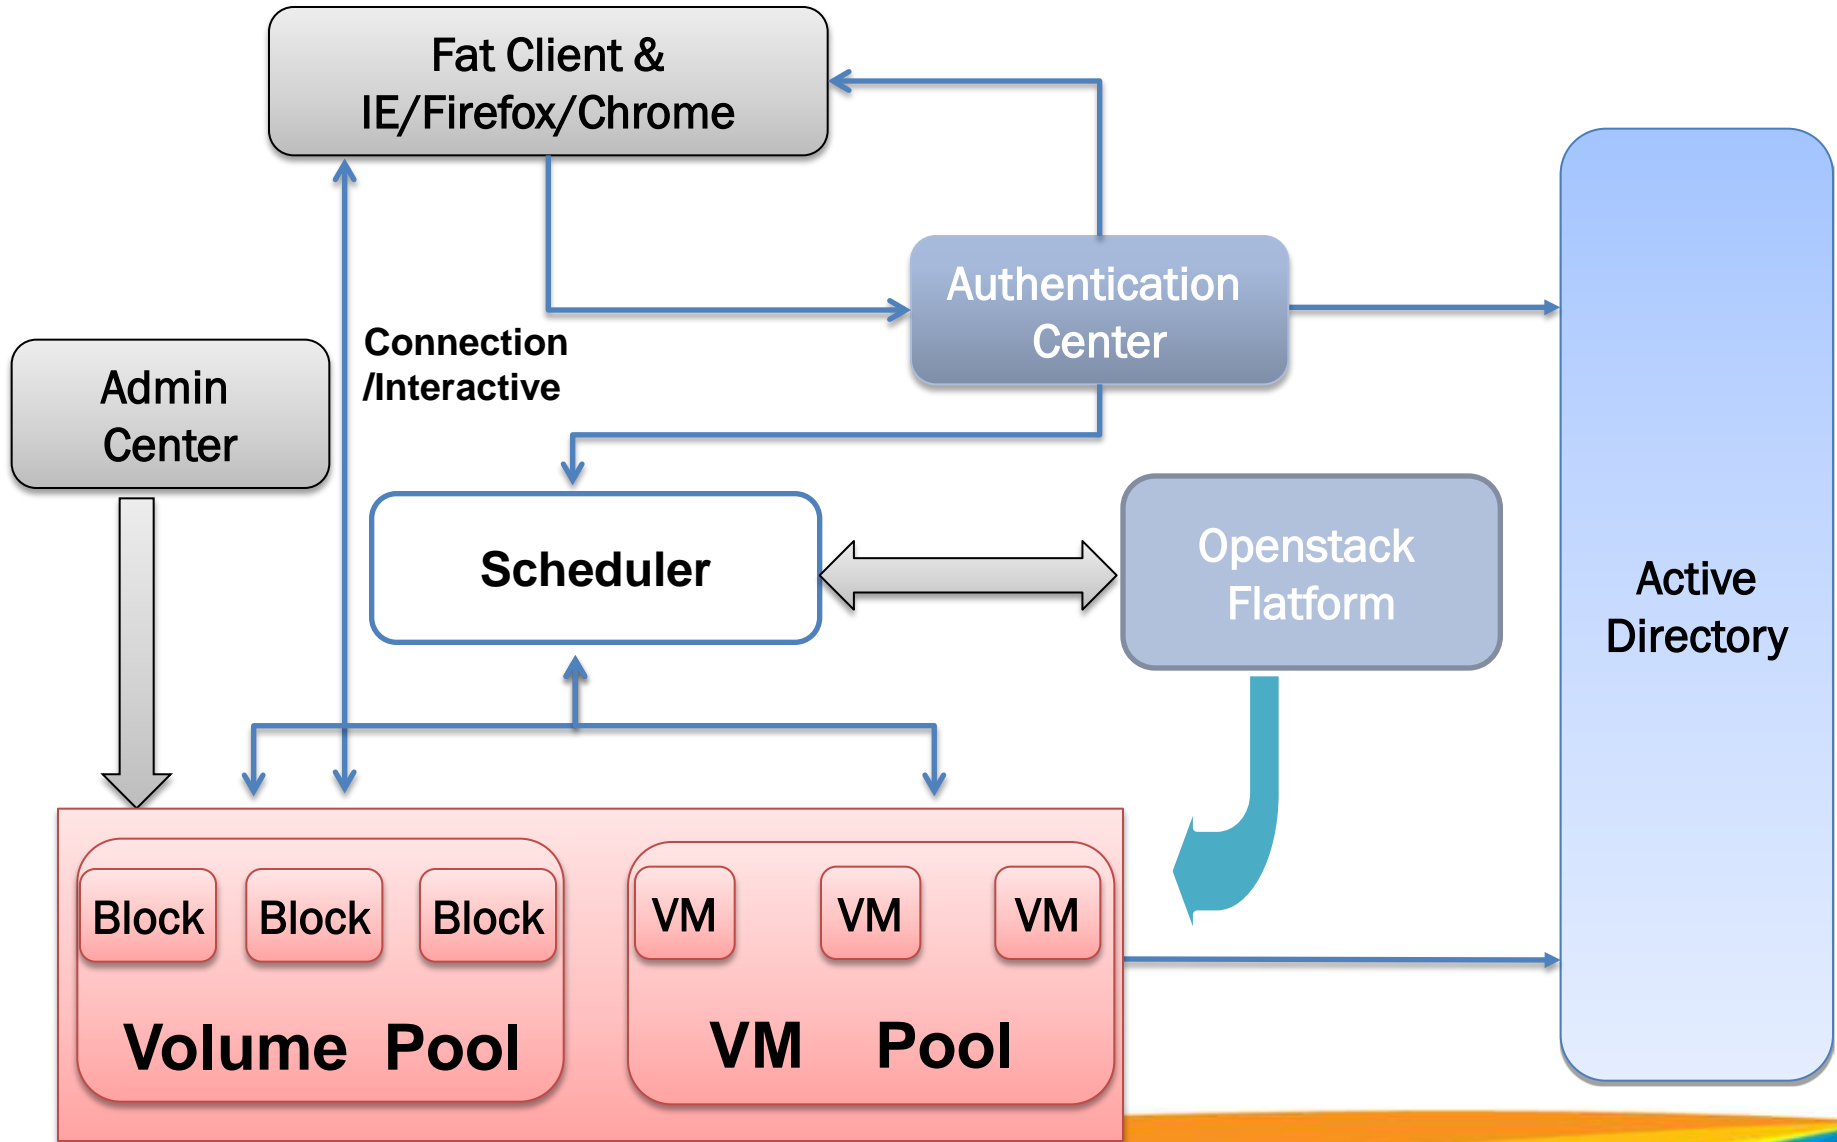 Fat Client &
IE/Firefox/Chrome
Authentication
Center
Connection
/Interactive
Admin
Center
Scheduler
Openstack
Flatform
Active
Directory
Block Block Block
Volume Pool
VM VM VM
VM Pool